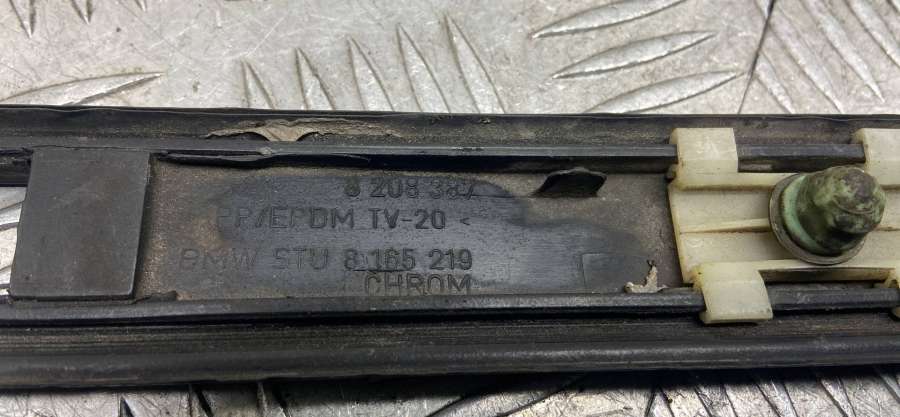 8 208 387
PP/EPDM TV-20 <
BMW STU 8 165 219
CHROM